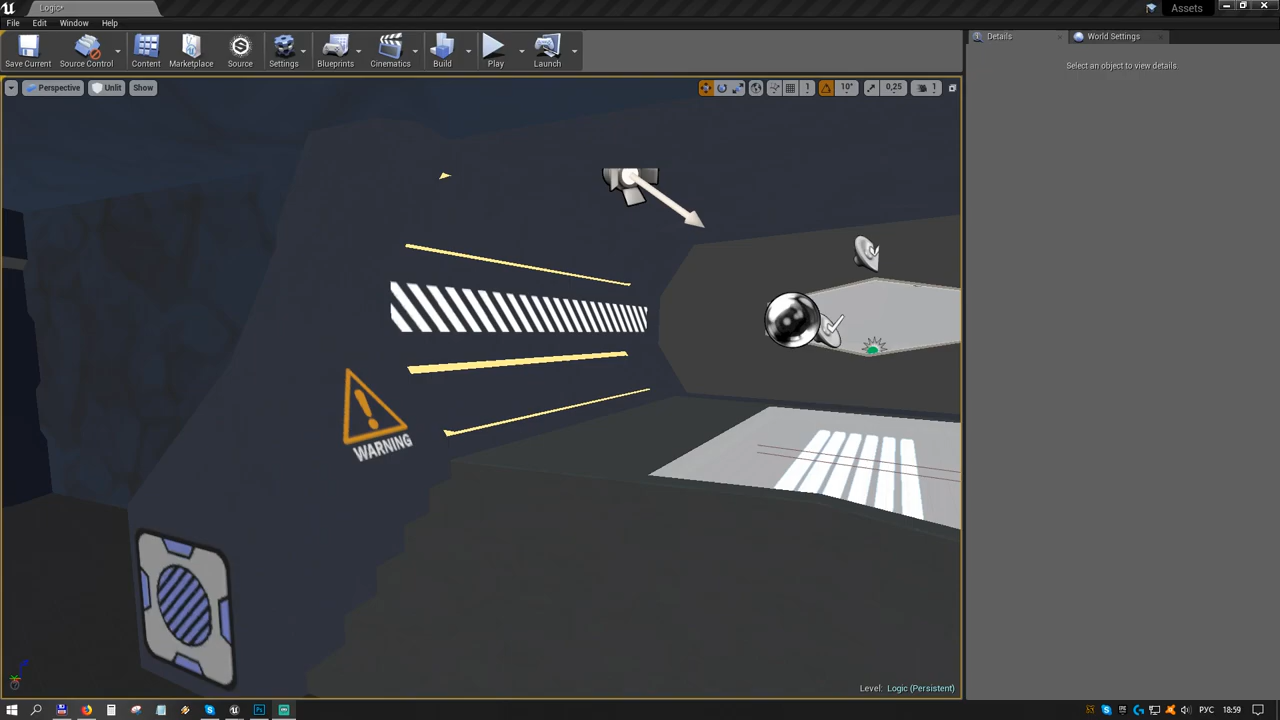 Logic•
Assets
File Edit Window Help
Save Current Source Control Content Marketplace Source Settings Blueprints Cinematics Build Play Launch
Details World Settings
Select an object to view details.
Perspective Unlit Show
1 10° 0,25 1
WARNING
Level: Logic (Persistent)
РУС 18:59